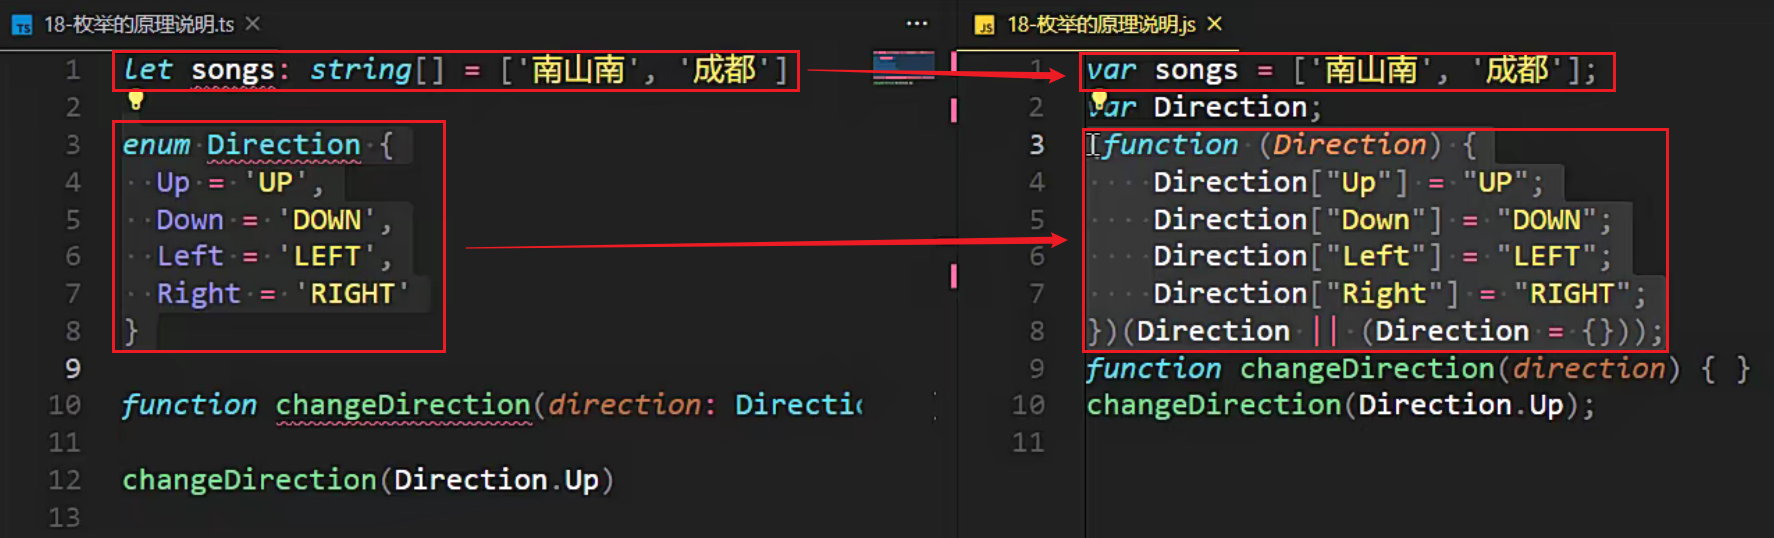 18-枚举的原理说明.ts
1 let songs: string[] = ['南山南', '成都']
2
3 enum Direction {
4 Up = 'UP',
5 Down = 'DOWN',
6 Left = 'LEFT',
7 Right = 'RIGHT'
8 }
9
10 function changeDirection(direction: Directi
11
12 changeDirection(Direction.Up)
13
18-枚举的原理说明.js
1 var songs = ['南山南', '成都'];
2 var Direction;
3 (function (Direction) {
4 Direction["Up"] = "UP";
5 Direction["Down"] = "DOWN";
6 Direction["Left"] = "LEFT";
7 Direction["Right"] = "RIGHT";
8 })(Direction || (Direction = {}));
9 function changeDirection(direction) { }
10 changeDirection(Direction.Up);
11